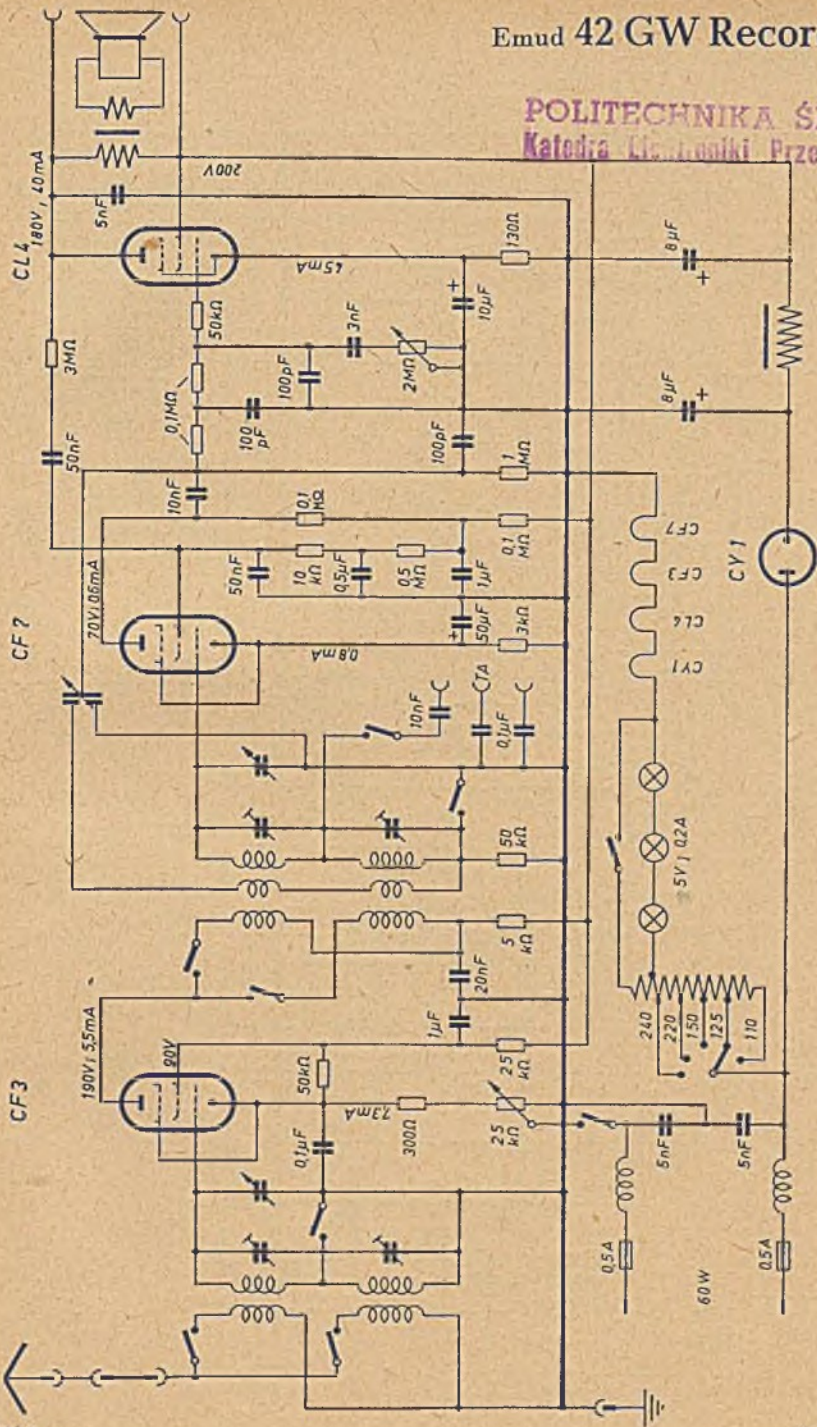 Emud 42 GW Recor
POLITECHNIKA Ś
Katedra Elektroniki Prze
CF3
CF7
CL4
190V; 5,5mA
90V
0,1µF
50kΩ
7,3mA
300Ω
25 kΩ
25 kΩ
1µF
20nF
5 kΩ
50 kΩ
70V; 0,6mA
0,8mA
10nF
TA
0,1µF
50nF
10 kΩ
0,5µF
0,5 MΩ
50µF
3kΩ
1µF
0,1 MΩ
0,1 MΩ
50nF
3MΩ
10nF
0,1MΩ
100 pF
100pF
100pF
1 MΩ
50kΩ
3nF
2MΩ
180V; 40mA
5nF
200V
45mA
10µF
130Ω
8µF
8µF
0,5A
0,5A
60W
5nF
5nF
240
220
150
125
110
5V; 0,2A
CY1
CL4
CF3
CF7
CY1